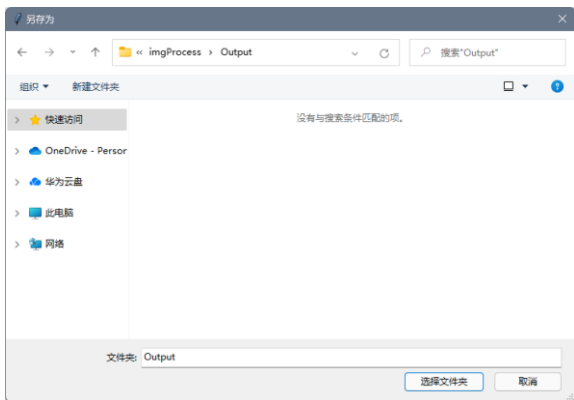 另存为
« imgProcess › Output
搜索"Output"
组织
新建文件夹
快速访问
没有与搜索条件匹配的项。
OneDrive - Person
华为云盘
此电脑
网络
文件夹: Output
选择文件夹
取消